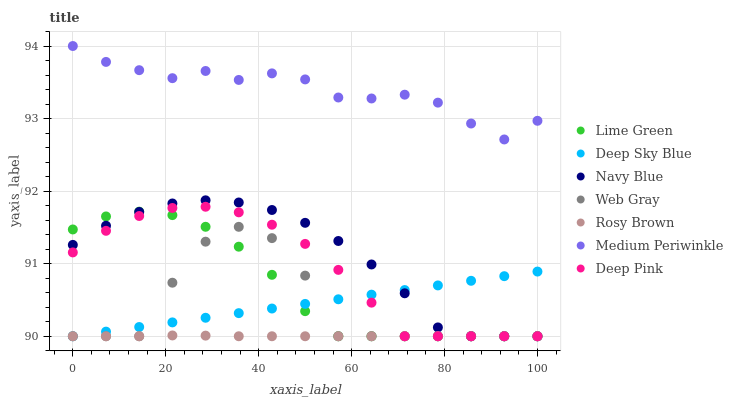 title
yaxis_label
94
93
92
91
90
0
20
40
60
80
100
xaxis_label
Lime Green
Deep Sky Blue
Navy Blue
Web Gray
Rosy Brown
Medium Periwinkle
Deep Pink